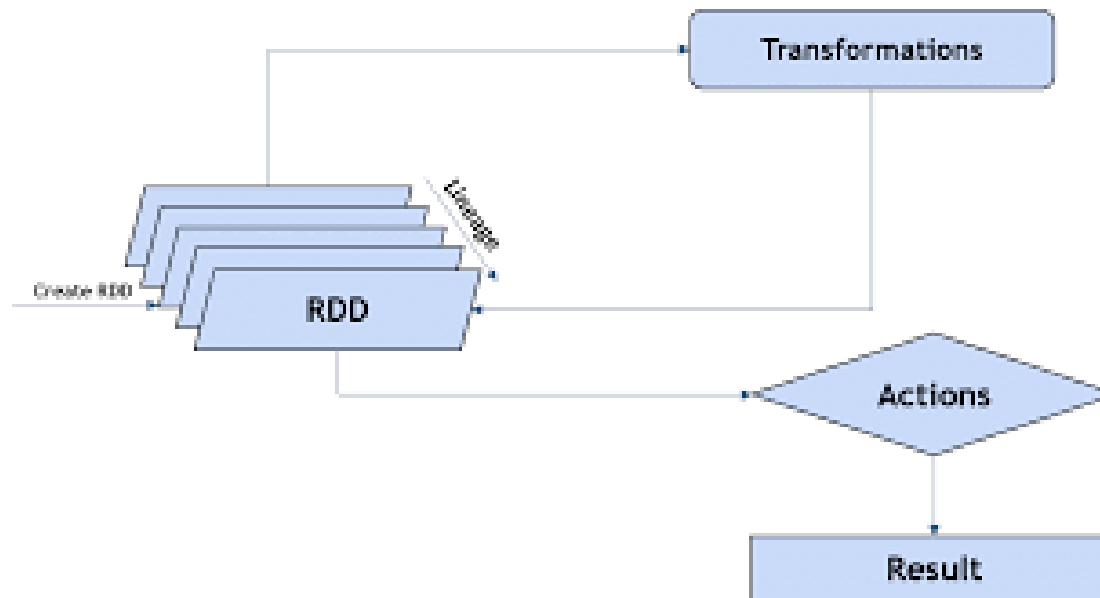 Transformations
Lineage
Create RDD
RDD
Actions
Result